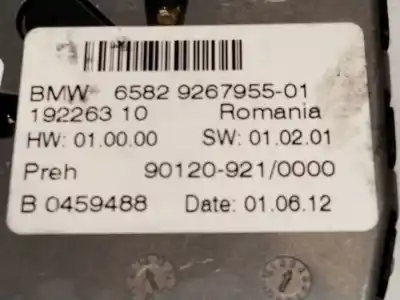 BMW 6582 9267955-01
192263 10 Romania
HW: 01.00.00 SW: 01.02.01
Preh 90120-921/0000
B 0459488 Date: 01.06.12